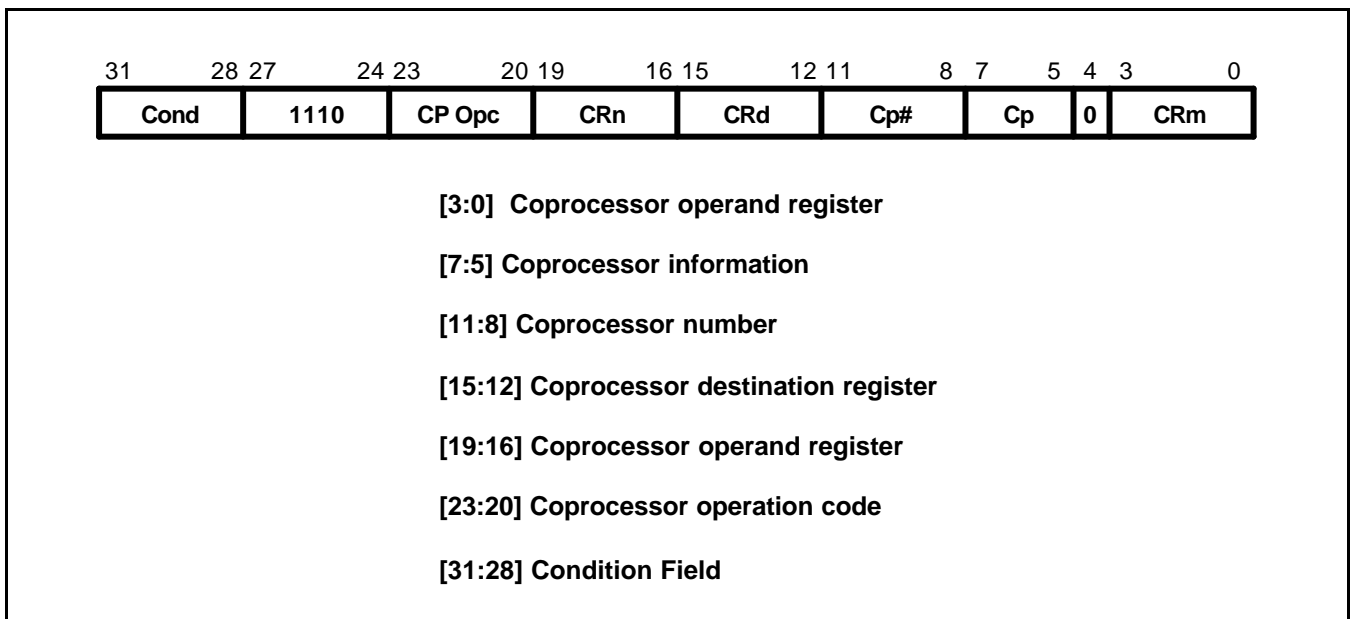 31 28 27 24 23 20 19 16 15 12 11 8 7 5 4 3 0
Cond 1110 CP Opc CRn CRd Cp# Cp 0 CRm
[3:0] Coprocessor operand register
[7:5] Coprocessor information
[11:8] Coprocessor number
[15:12] Coprocessor destination register
[19:16] Coprocessor operand register
[23:20] Coprocessor operation code
[31:28] Condition Field